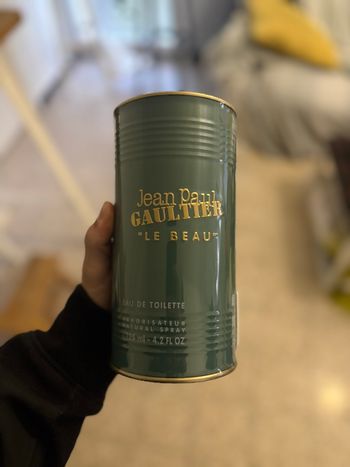 Jean Paul
GAULTIER
"LE BEAU"
EAU DE TOILETTE
VAPORISATEUR
NATURAL SPRAY
125 ml - 4.2 FL OZ